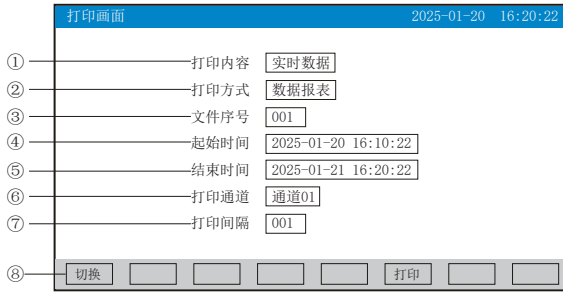 打印画面 2025-01-20 16:20:22
① 打印内容 实时数据
② 打印方式 数据报表
③ 文件序号 001
④ 起始时间 2025-01-20 16:10:22
⑤ 结束时间 2025-01-21 16:20:22
⑥ 打印通道 通道01
⑦ 打印间隔 001
⑧ 切换 打印